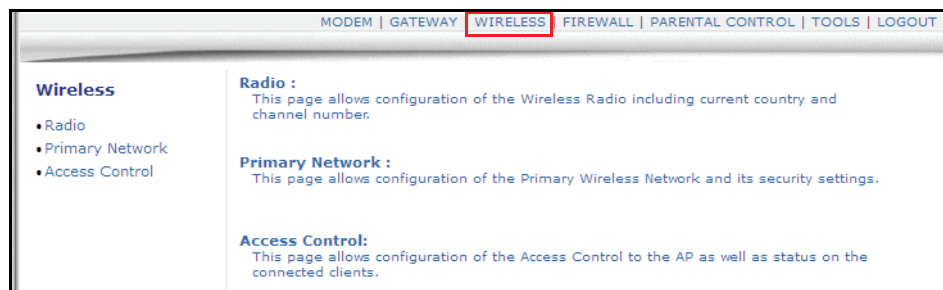 MODEM | GATEWAY | WIRELESS | FIREWALL | PARENTAL CONTROL | TOOLS | LOGOUT
Wireless
• Radio
• Primary Network
• Access Control
Radio :
This page allows configuration of the Wireless Radio including current country and
channel number.
Primary Network :
This page allows configuration of the Primary Wireless Network and its security settings.
Access Control:
This page allows configuration of the Access Control to the AP as well as status on the
connected clients.